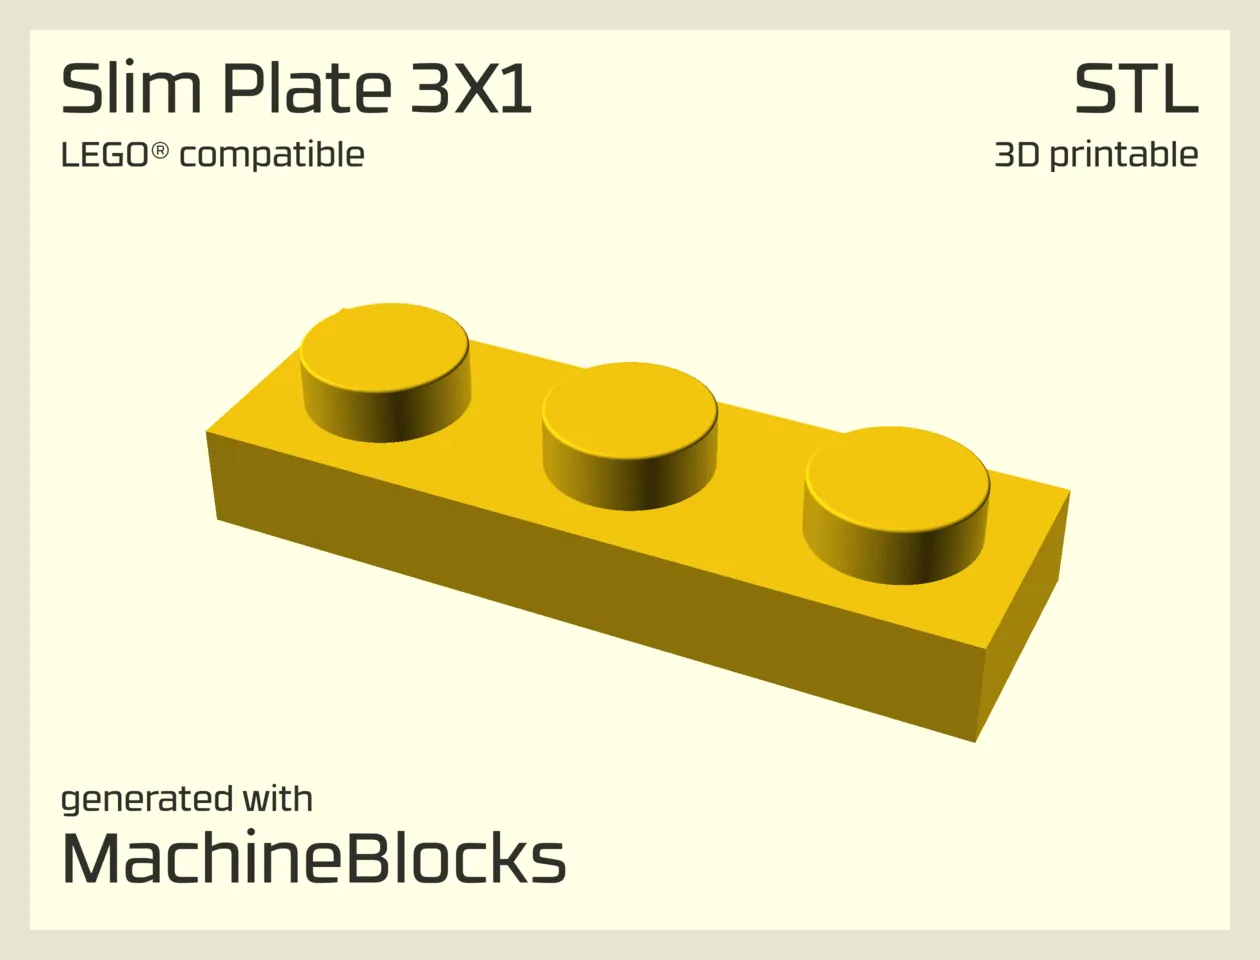 Slim Plate 3X1
LEGO® compatible
STL
3D printable
generated with
MachineBlocks